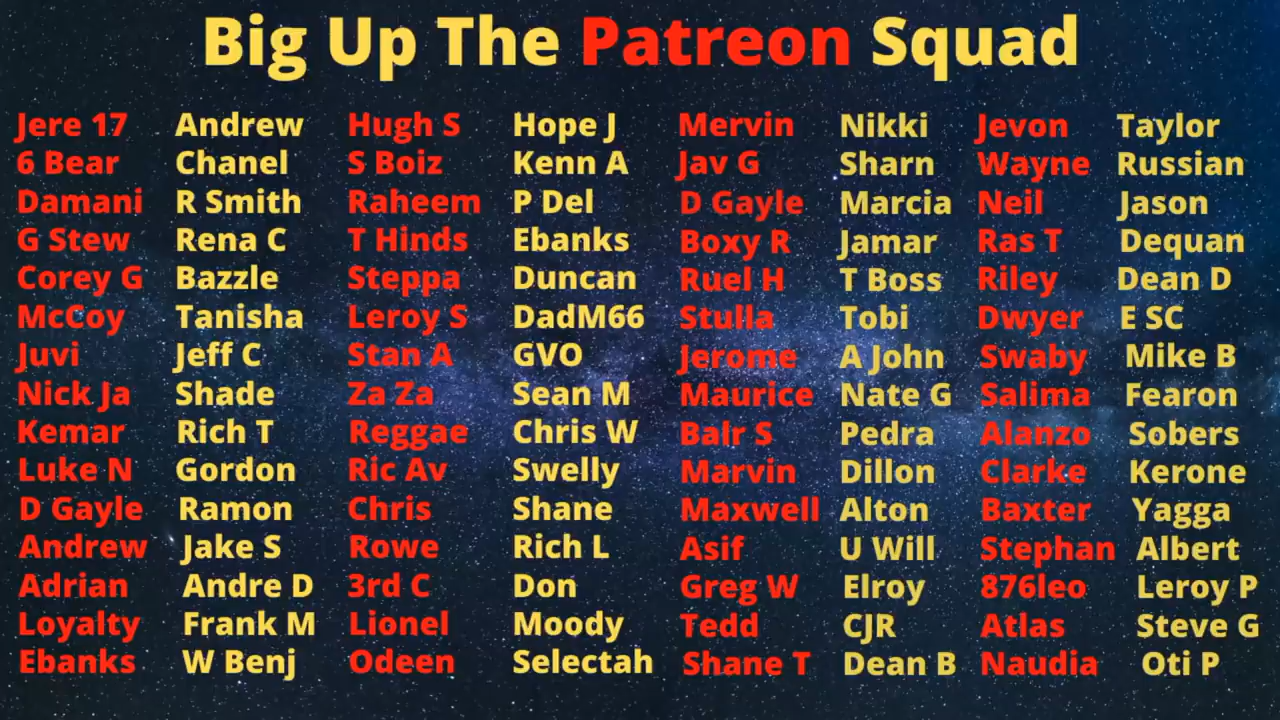 Big Up The Patreon Squad
Jere 17 Andrew Hugh S Hope J Mervin Nikki Jevon Taylor
6 Bear Chanel S Boiz Kenn A Jav G Sharn Wayne Russian
Damani R Smith Raheem P Del D Gayle Marcia Neil Jason
G Stew Rena C T Hinds Ebanks Boxy R Jamar Ras T Dequan
Corey G Bazzle Steppa Duncan Ruel H T Boss Riley Dean D
McCoy Tanisha Leroy S DadM66 Stulla Tobi Dwyer E SC
Juvi Jeff C Stan A GVO Jerome A John Swaby Mike B
Nick Ja Shade Za Za Sean M Maurice Nate G Salima Fearon
Kemar Rich T Reggae Chris W Balr S Pedra Alanzo Sobers
Luke N Gordon Ric Av Swelly Marvin Dillon Clarke Kerone
D Gayle Ramon Chris Shane Maxwell Alton Baxter Yagga
Andrew Jake S Rowe Rich L Asif U Will Stephan Albert
Adrian Andre D 3rd C Don Greg W Elroy 876leo Leroy P
Loyalty Frank M Lionel Moody Tedd CJR Atlas Steve G
Ebanks W Benj Odeen Selectah Shane T Dean B Naudia Oti P